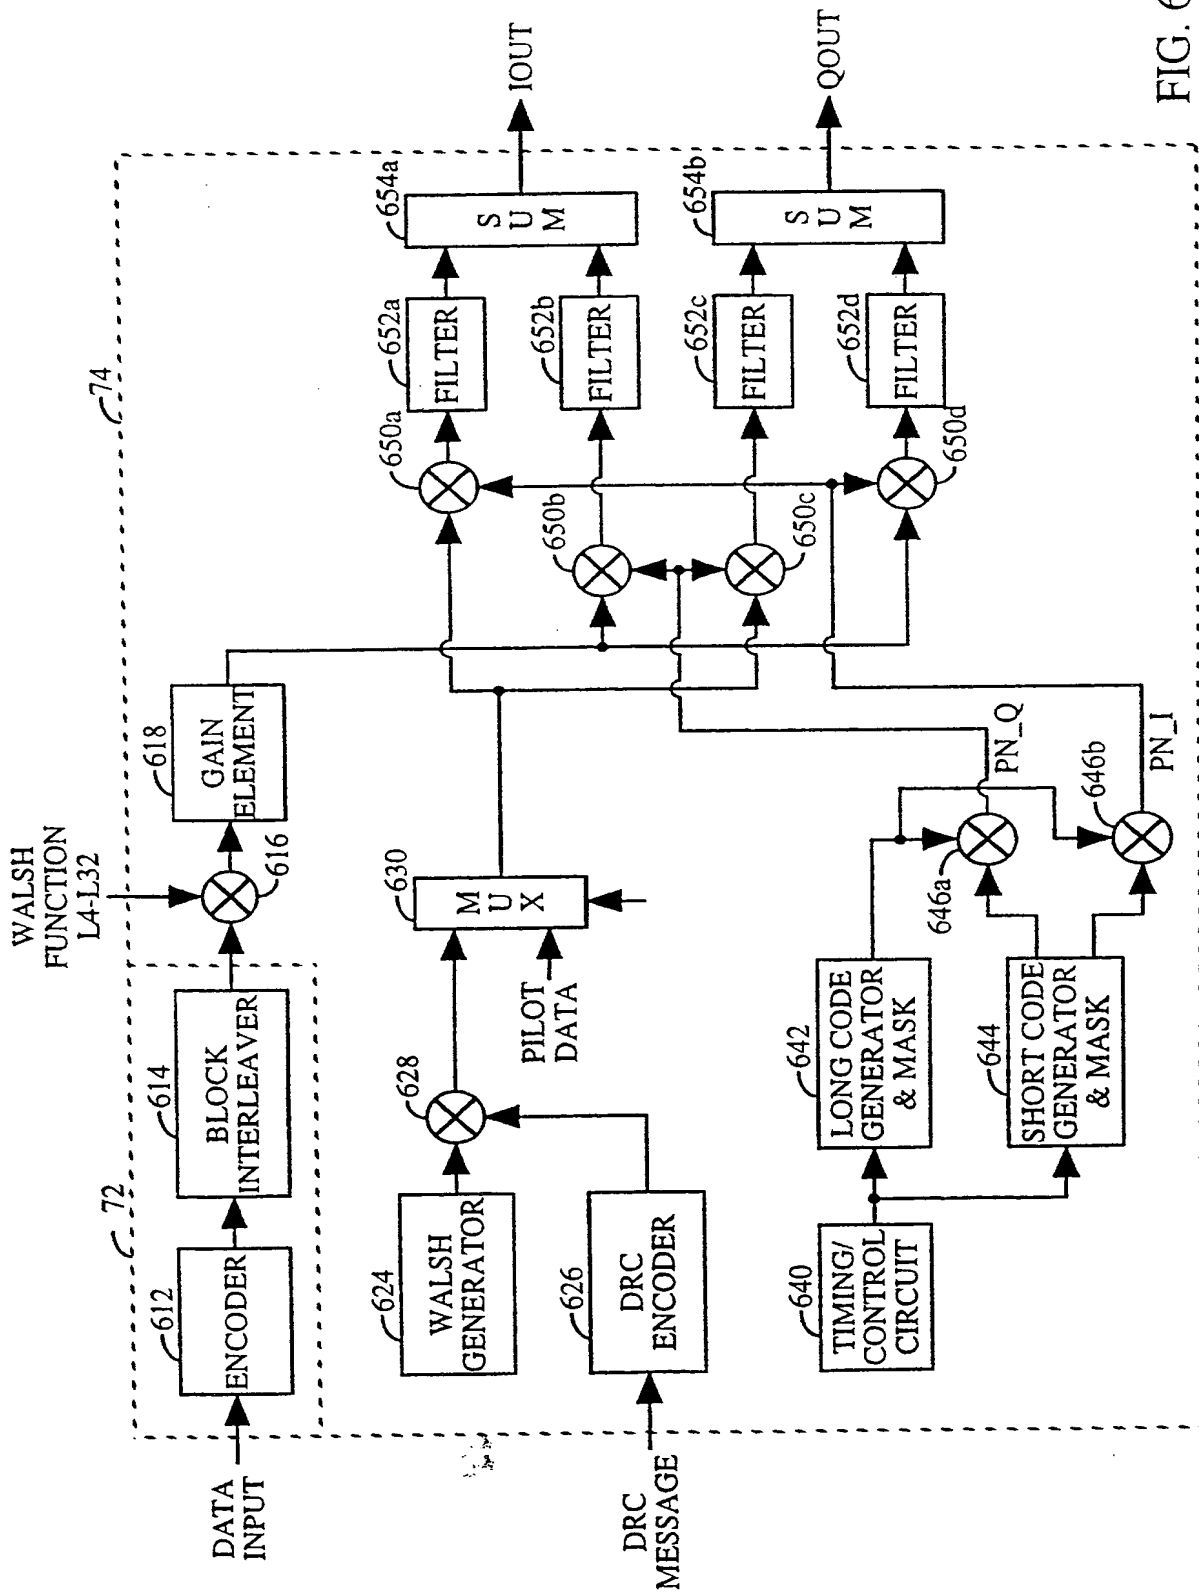 WALSH
FUNCTION
L4-L32
72
74
DATA
INPUT
612
ENCODER
614
BLOCK
INTERLEAVER
616
618
GAIN
ELEMENT
624
WALSH
GENERATOR
628
DRC
MESSAGE
626
DRC
ENCODER
630
M
U
X
PILOT
DATA
640
TIMING/
CONTROL
CIRCUIT
642
LONG CODE
GENERATOR
& MASK
644
SHORT CODE
GENERATOR
& MASK
646a
PN_Q
646b
PN_I
650a
650b
650c
650d
652a
FILTER
652b
FILTER
652c
FILTER
652d
FILTER
654a
S
U
M
IOUT
654b
S
U
M
QOUT
FIG. 6